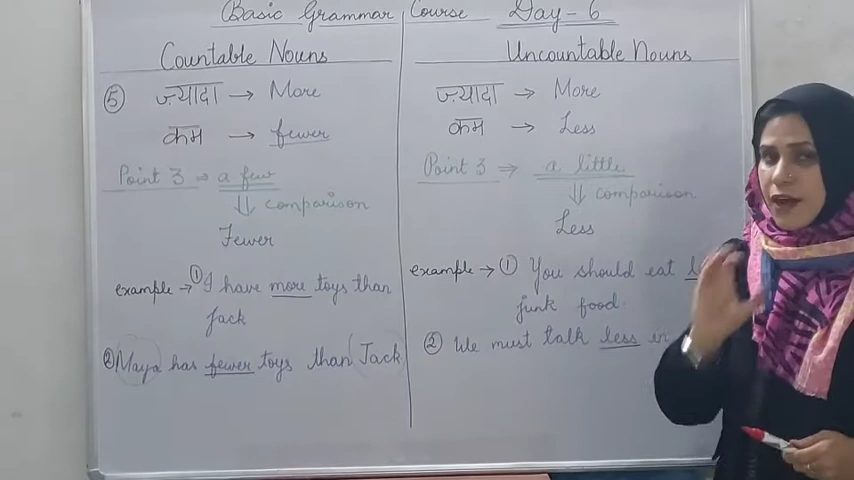 Basic Grammar Course Day-6
Countable Nouns
⑤ ज़्यादा → More
कम → fewer
Point 3 → a few
⇓ comparison
Fewer
example → ① I have more toys than
Jack
② Maya has fewer toys than Jack
Uncountable Nouns
ज़्यादा → More
कम → Less
Point 3 ⇒ a little
⇓ comparison
Less
example → ① You should eat
junk food.
② We must talk less in